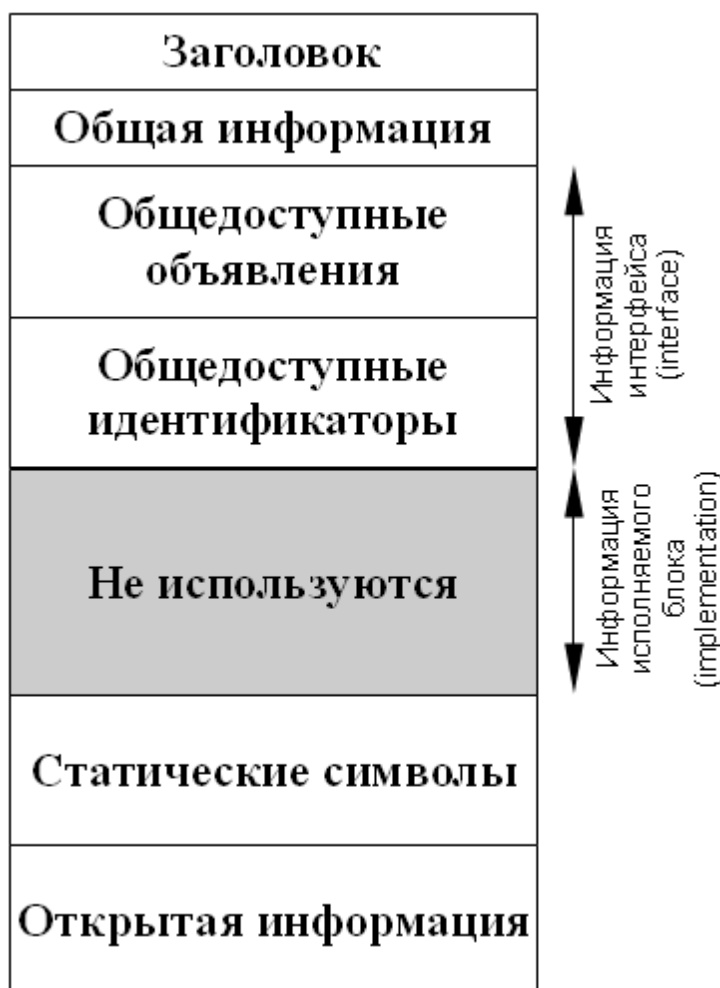 Заголовок
Общая информация
Общедоступные
объявления
Общедоступные
идентификаторы
Информация
интерфейса
(interface)
Не используются
Информация
исполняемого
блока
(implementation)
Статические символы
Открытая информация